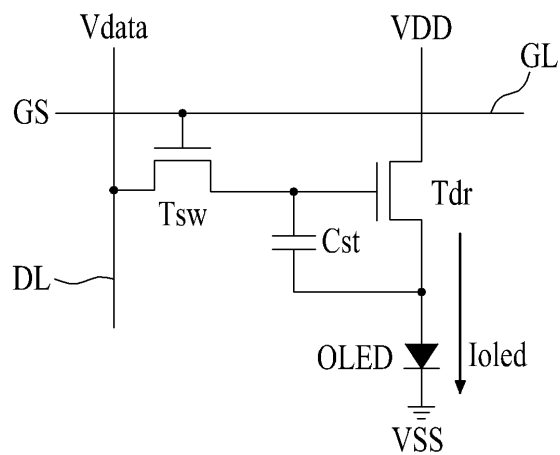 Vdata
VDD
GL
GS
Tsw
Tdr
Cst
DL
OLED
Ioled
VSS